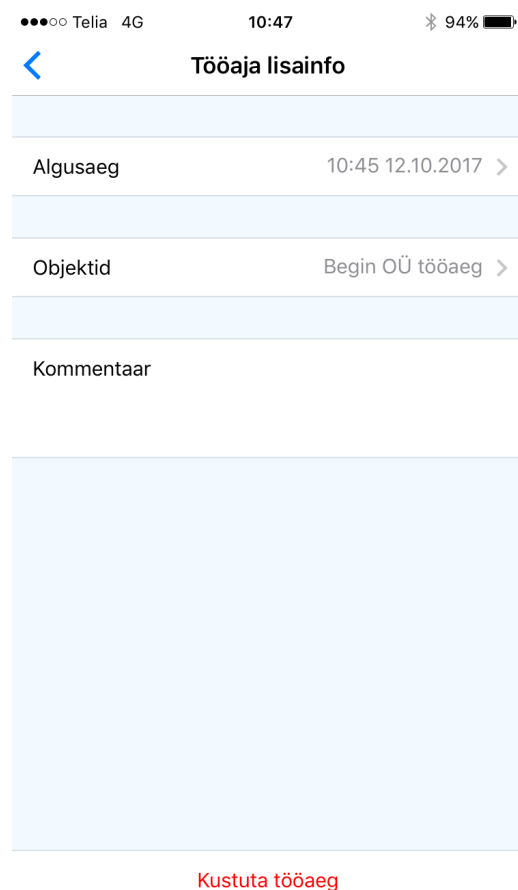 Telia 4G 10:47 94%
Tööaja lisainfo
Algusaeg 10:45 12.10.2017
Objektid Begin OÜ tööaeg
Kommentaar
Kustuta tööaeg